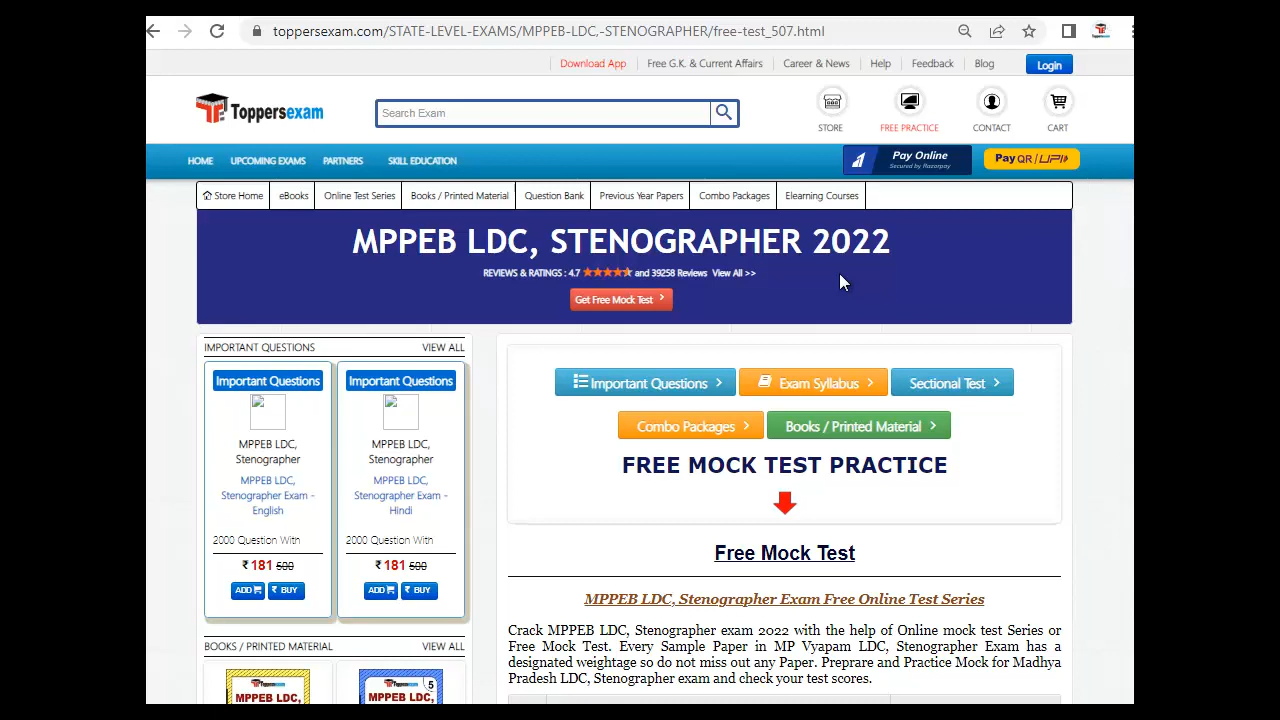 toppersexam.com/STATE-LEVEL-EXAMS/MPPEB-LDC,-STENOGRAPHER/free-test_507.html
Download App Free G.K. & Current Affairs Career & News Help Feedback Blog Login
Toppersexam
Search Exam
STORE FREE PRACTICE CONTACT CART
HOME UPCOMING EXAMS PARTNERS SKILL EDUCATION
Pay Online
Secured by Razorpay
Pay QR / UPI
Store Home eBooks Online Test Series Books / Printed Material Question Bank Previous Year Papers Combo Packages Elearning Courses
MPPEB LDC, STENOGRAPHER 2022
REVIEWS & RATINGS : 4.7 and 39258 Reviews View All >>
Get Free Mock Test
IMPORTANT QUESTIONS VIEW ALL
Important Questions
MPPEB LDC,
Stenographer
MPPEB LDC,
Stenographer Exam -
English
2000 Question With
₹ 181 500
ADD ₹ BUY
Important Questions
MPPEB LDC,
Stenographer
MPPEB LDC,
Stenographer Exam -
Hindi
2000 Question With
₹ 181 500
ADD ₹ BUY
BOOKS / PRINTED MATERIAL VIEW ALL
Toppersexam
MPPEB LDC,
Toppersexam 5
MPPEB LDC,
Important Questions Exam Syllabus Sectional Test
Combo Packages Books / Printed Material
FREE MOCK TEST PRACTICE
Free Mock Test
MPPEB LDC, Stenographer Exam Free Online Test Series
Crack MPPEB LDC, Stenographer exam 2022 with the help of Online mock test Series or
Free Mock Test. Every Sample Paper in MP Vyapam LDC, Stenographer Exam has a
designated weightage so do not miss out any Paper. Preprare and Practice Mock for Madhya
Pradesh LDC, Stenographer exam and check your test scores.